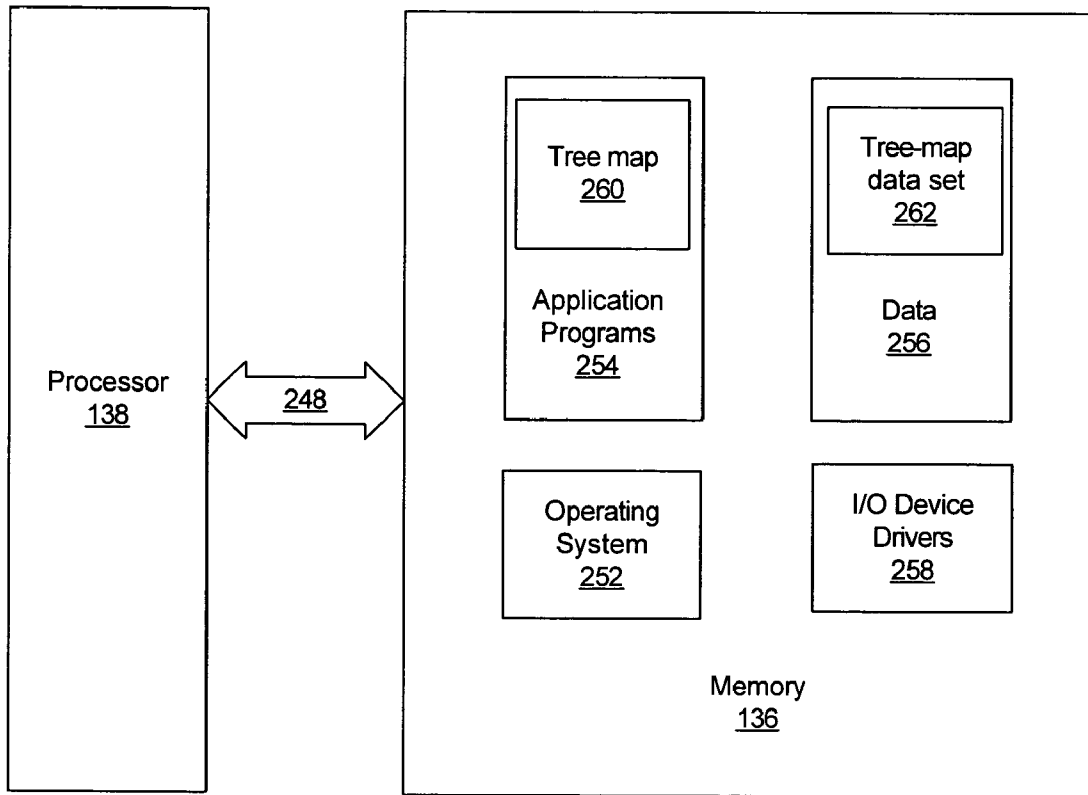 Processor
138
248
Tree map
260
Application
Programs
254
Tree-map
data set
262
Data
256
Operating
System
252
I/O Device
Drivers
258
Memory
136